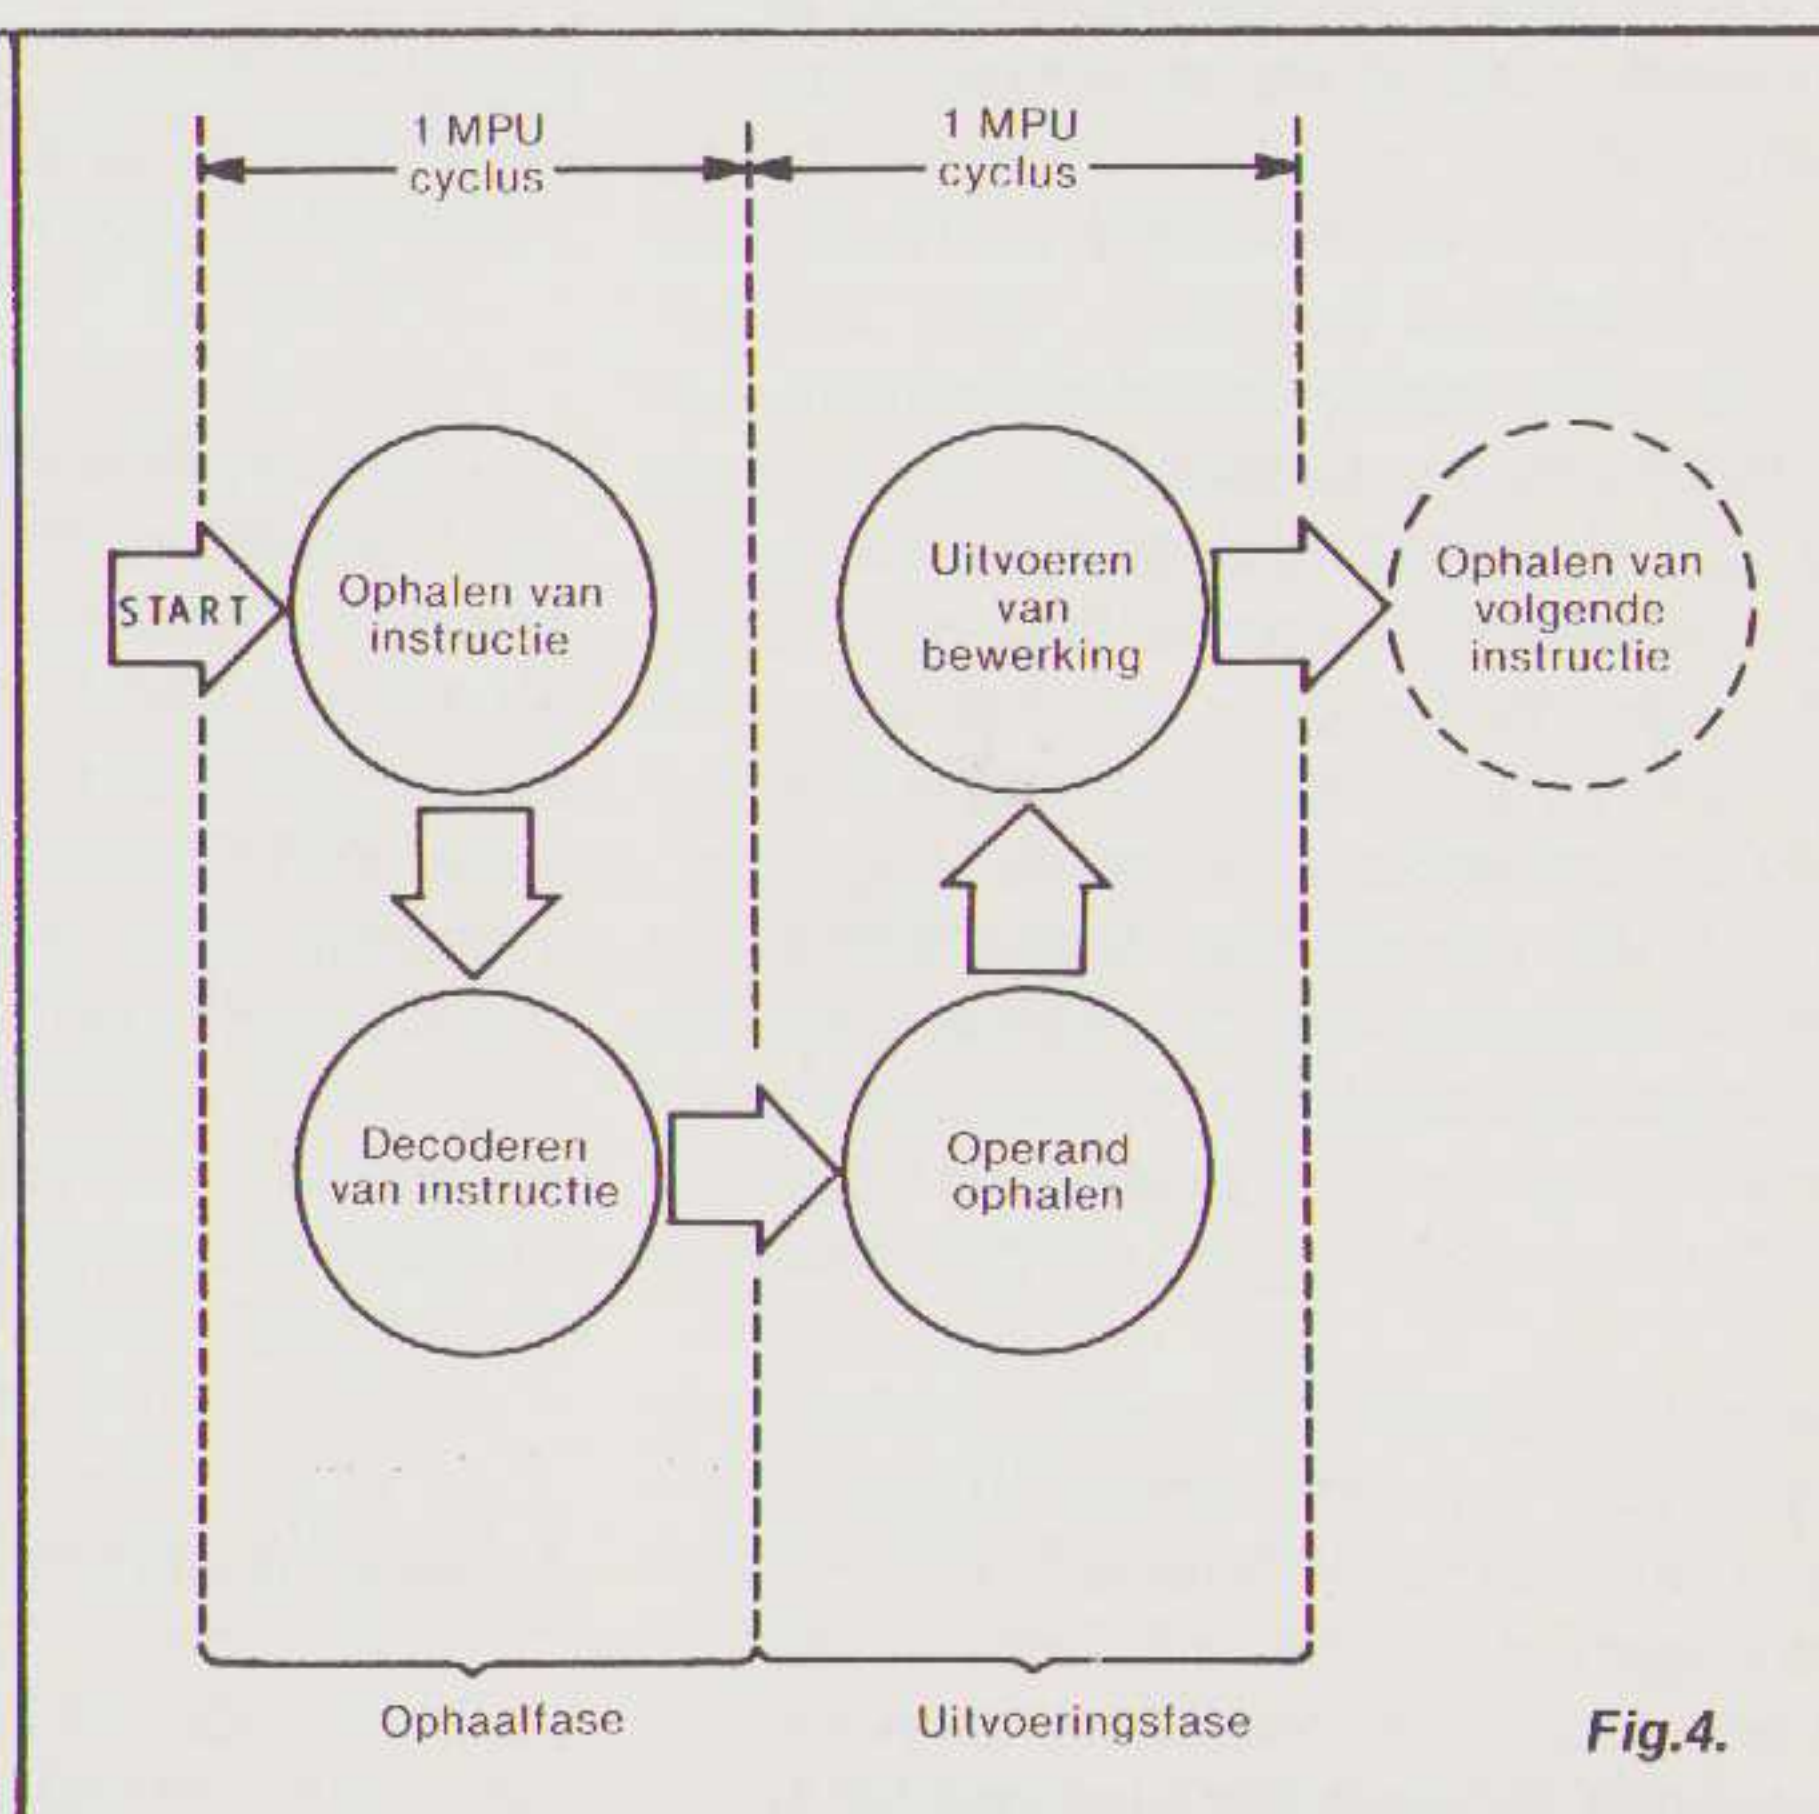 1 MPU
cyclus
1 MPU
cyclus
START
Ophalen van
instructie
Uitvoeren
van
bewerking
Ophalen van
volgende
instructie
Decoderen
van instructie
Operand
ophalen
Ophaalfase
Uitvoeringsfase
Fig.4.